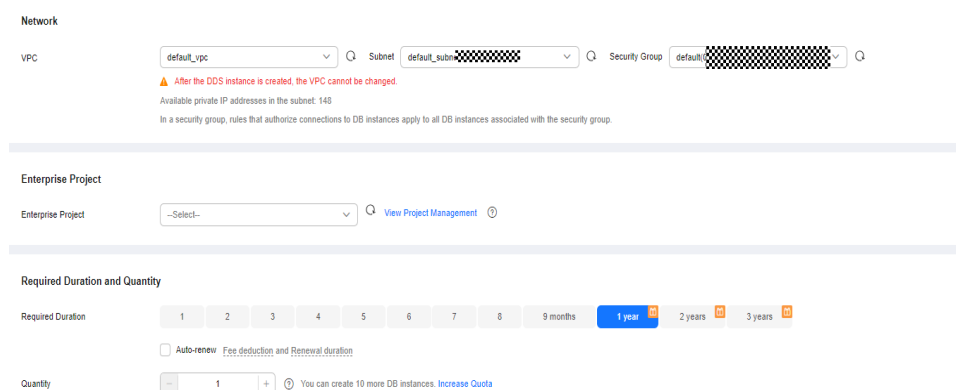 Network
VPC default_vpc Subnet default_subn Security Group default(
After the DDS instance is created, the VPC cannot be changed.
Available private IP addresses in the subnet: 148
In a security group, rules that authorize connections to DB instances apply to all DB instances associated with the security group.
Enterprise Project
Enterprise Project --Select-- View Project Management ?
Required Duration and Quantity
Required Duration 1 2 3 4 5 6 7 8 9 months 1 year 2 years 3 years
Auto-renew Fee deduction and Renewal duration
Quantity − 1 + ? You can create 10 more DB instances. Increase Quota